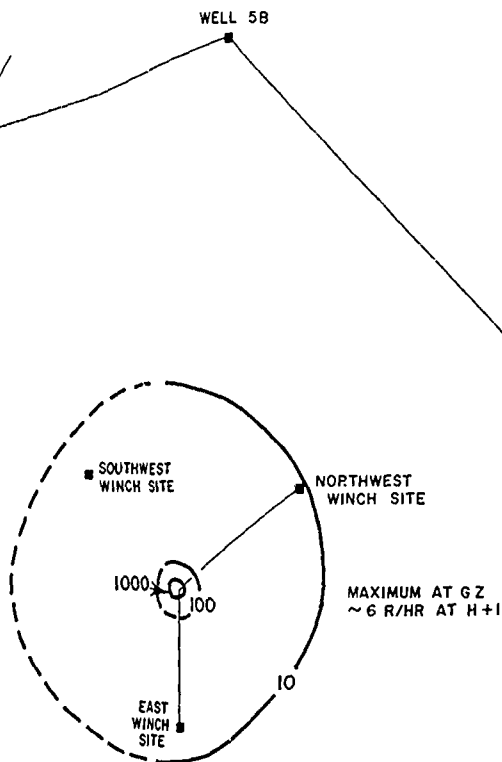 WELL 5B
SOUTHWEST
WINCH SITE
NORTHWEST
WINCH SITE
1000
100
MAXIMUM AT GZ
~ 6 R/HR AT H+1
10
EAST
WINCH
SITE